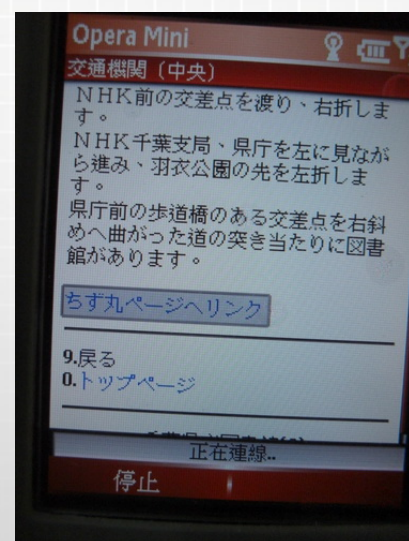 Opera Mini
交通機関（中央）
ＮＨＫ前の交差点を渡り、右折しま
す。
ＮＨＫ千葉支局、県庁を左に見なが
ら進み、羽衣公園の先を左折しま
す。
県庁前の歩道橋のある交差点を右斜
めへ曲がった道の突き当たりに図書
館があります。
ちず丸ページへリンク
9.戻る
0.トップページ
正在連線..
停止